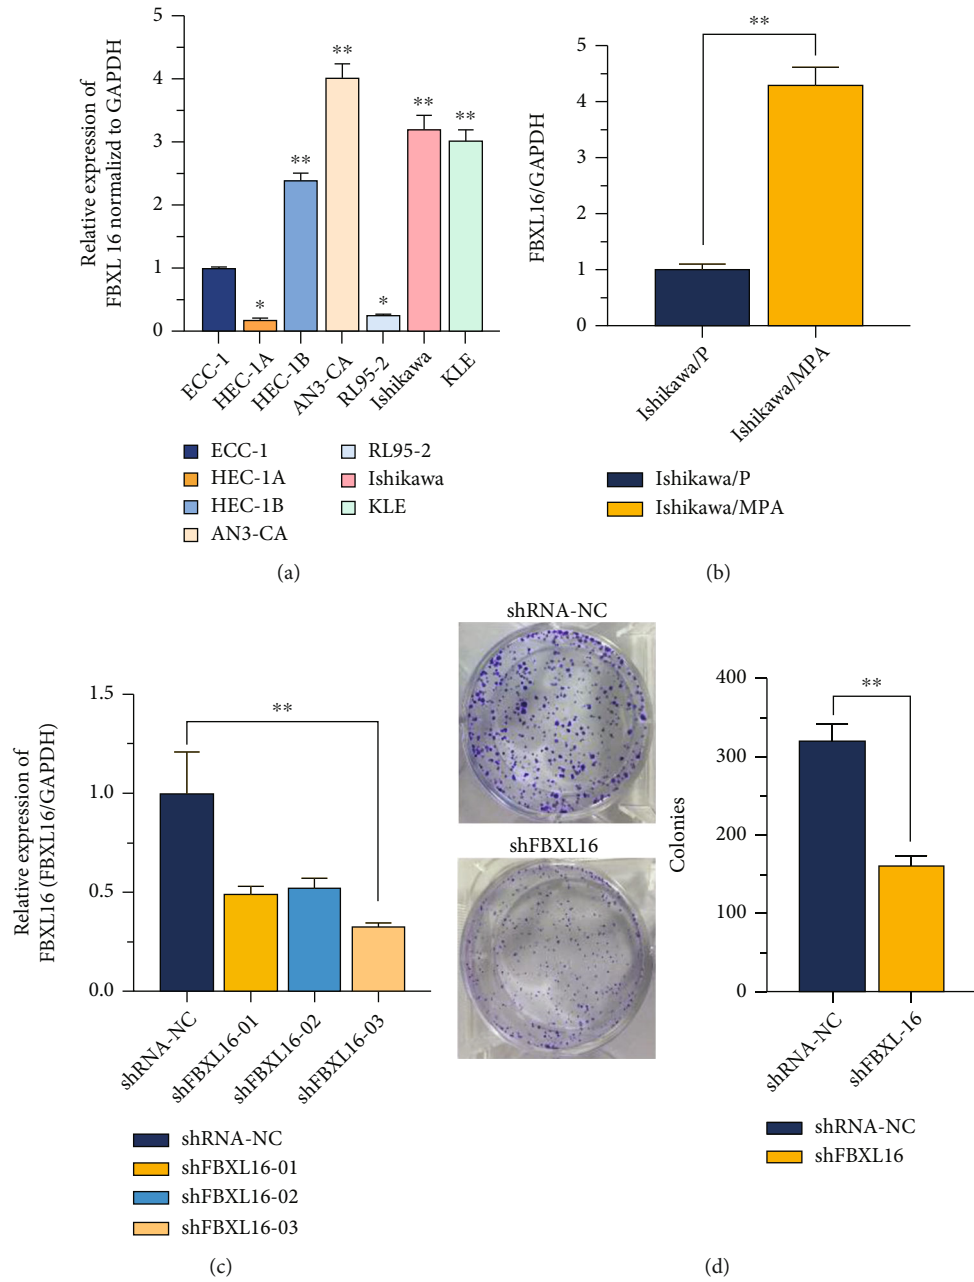 Relative expression of
FBXL 16 normalizd to GAPDH
5
4
3
2
1
0
*
**
**
*
**
**
ECC-1
HEC-1A
HEC-1B
AN3-CA
RL95-2
Ishikawa
KLE
ECC-1
HEC-1A
HEC-1B
AN3-CA
RL95-2
Ishikawa
KLE
(a)
FBXL16/GAPDH
5
4
3
2
1
0
**
Ishikawa/P
Ishikawa/MPA
Ishikawa/P
Ishikawa/MPA
(b)
Relative expression of
FBXL16 (FBXL16/GAPDH)
1.5
1.0
0.5
0.0
**
shRNA-NC
shFBXL16-01
shFBXL16-02
shFBXL16-03
shRNA-NC
shFBXL16-01
shFBXL16-02
shFBXL16-03
(c)
shRNA-NC
shFBXL16
Colonies
400
300
200
100
0
**
shRNA-NC
shFBXL-16
shRNA-NC
shFBXL16
(d)